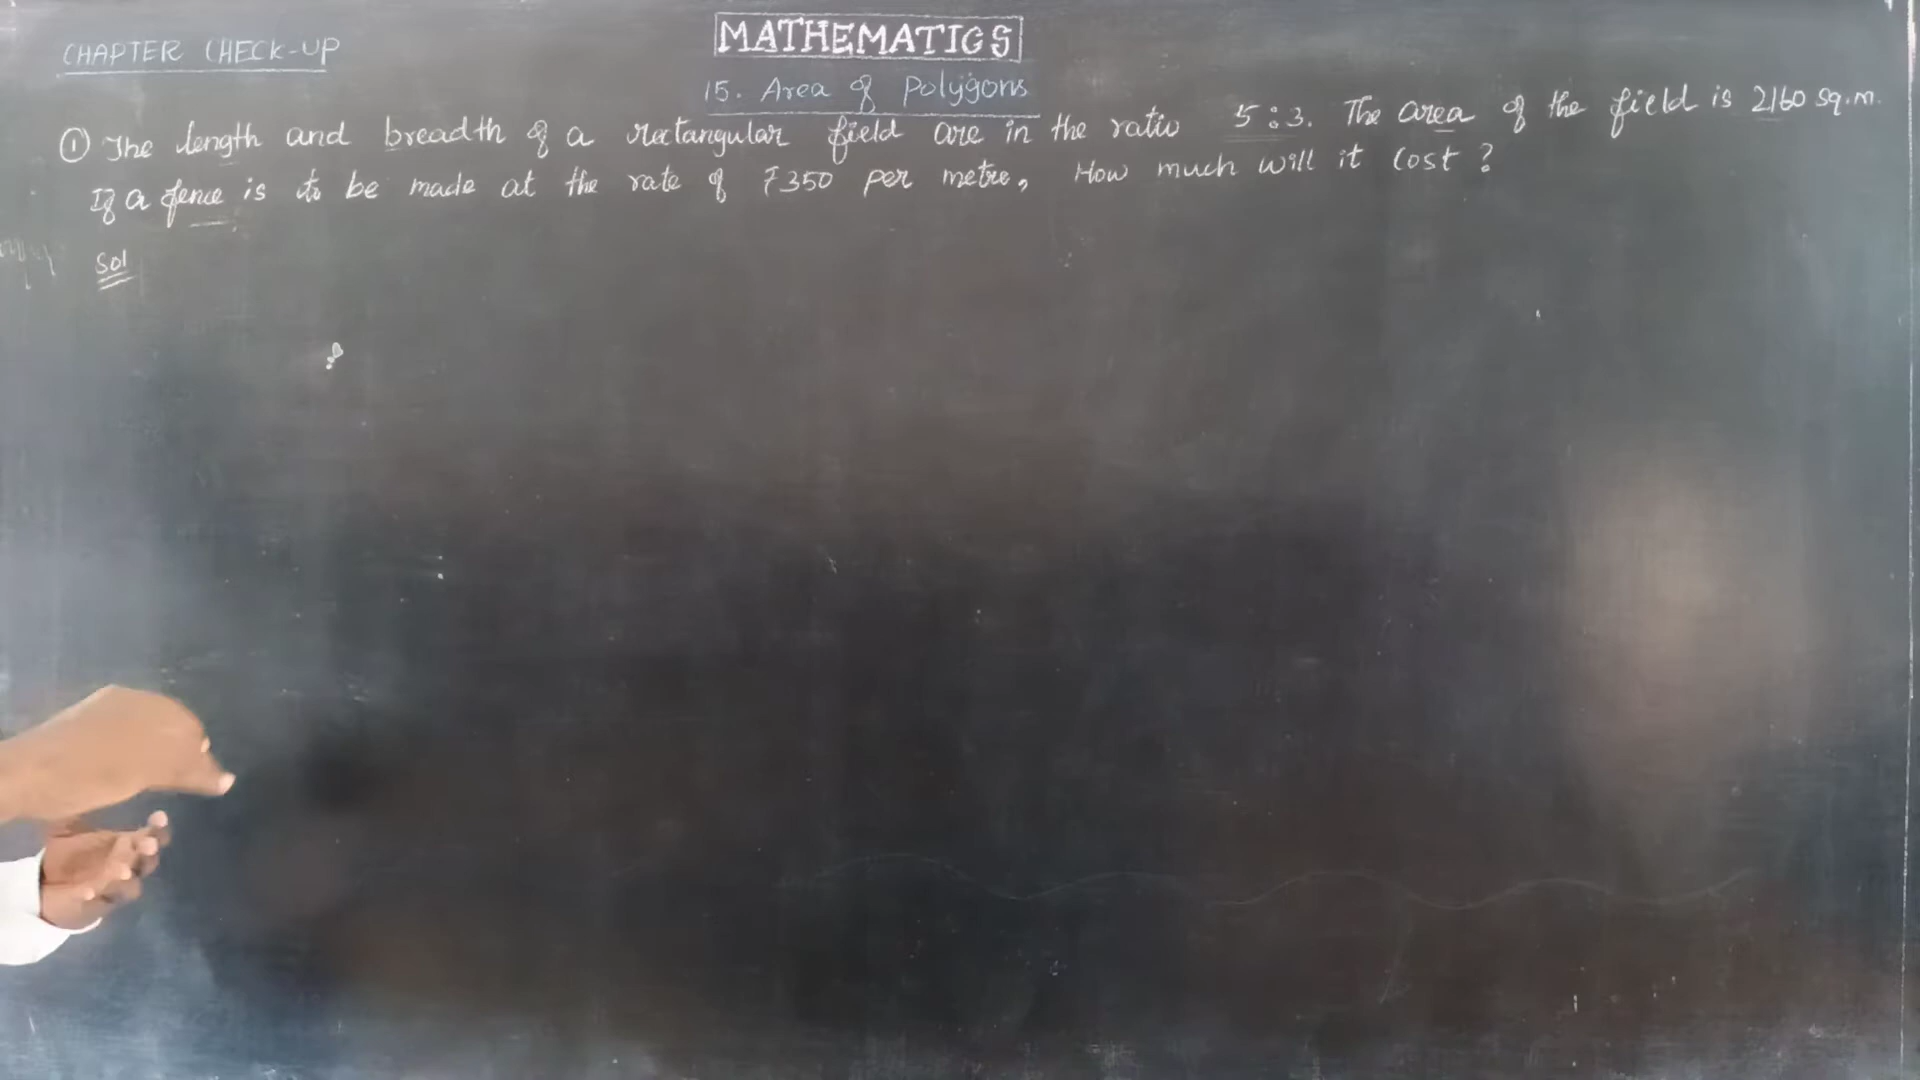 CHAPTER CHECK-UP
MATHEMATICS
15. Area of Polygons
① The length and breadth of a rectangular field are in the ratio 5:3. The area of the field is 2160 sq.m.
If a fence is to be made at the rate of ₹350 per metre, How much will it cost?
Sol